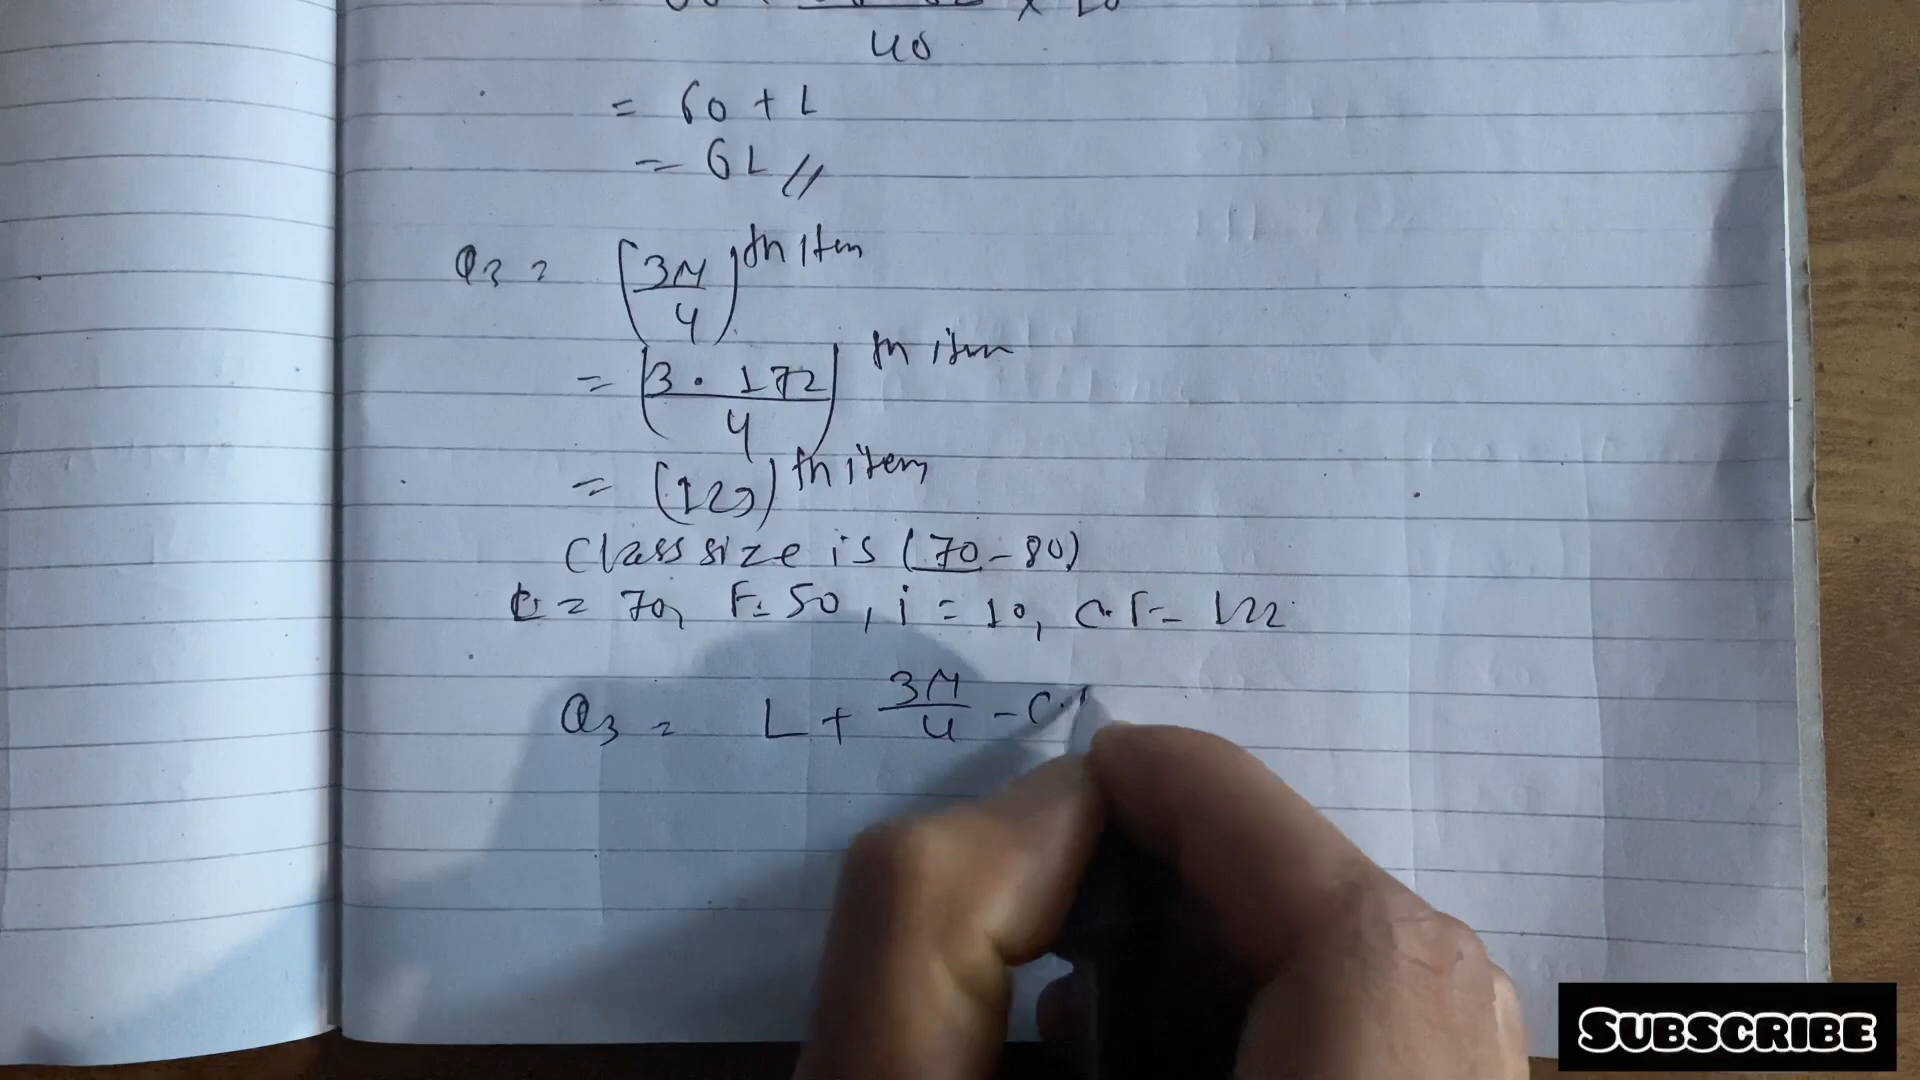 40
= 60 + 1
= 61 //
Q3 = (3N/4)th item
= (3 · 172/4)th item
= (129)th item
Class size is (70-80)
L = 70, F = 50, i = 10, C.F = 122
Q3 = L + 3N/4 - C.
SUBSCRIBE